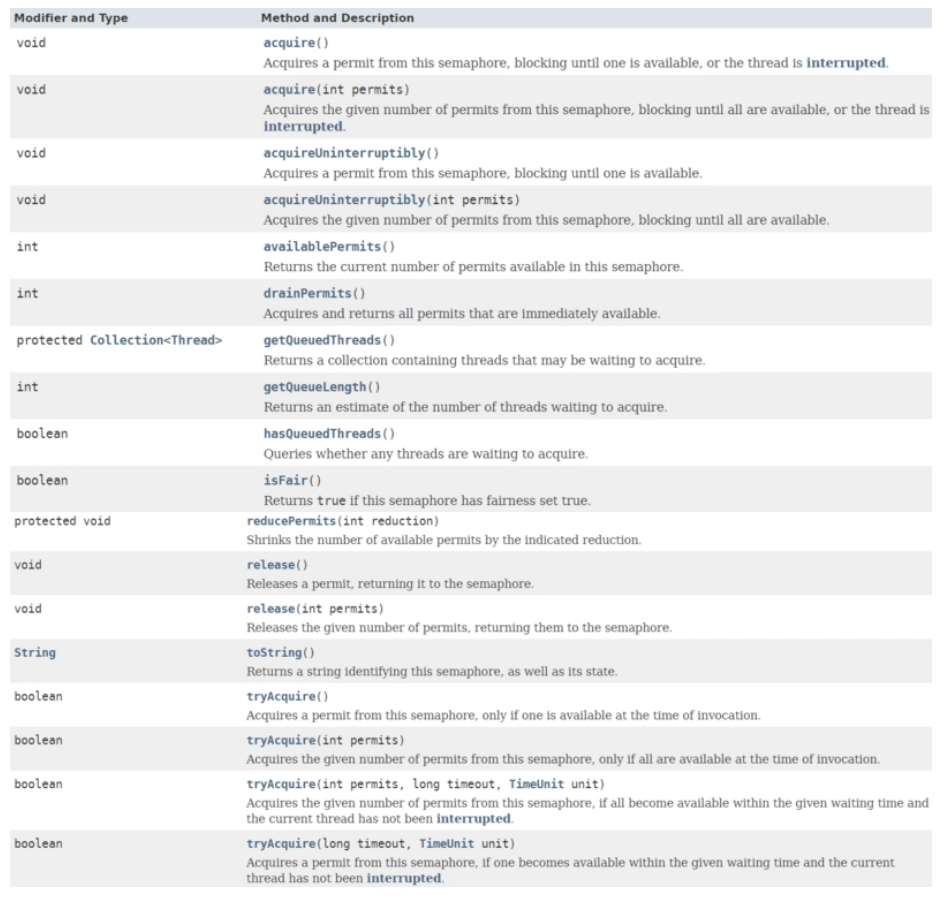 Modifier and Type Method and Description
void acquire()
Acquires a permit from this semaphore, blocking until one is available, or the thread is interrupted.
void acquire(int permits)
Acquires the given number of permits from this semaphore, blocking until all are available, or the thread is
interrupted.
void acquireUninterruptibly()
Acquires a permit from this semaphore, blocking until one is available.
void acquireUninterruptibly(int permits)
Acquires the given number of permits from this semaphore, blocking until all are available.
int availablePermits()
Returns the current number of permits available in this semaphore.
int drainPermits()
Acquires and returns all permits that are immediately available.
protected Collection<Thread> getQueuedThreads()
Returns a collection containing threads that may be waiting to acquire.
int getQueueLength()
Returns an estimate of the number of threads waiting to acquire.
boolean hasQueuedThreads()
Queries whether any threads are waiting to acquire.
boolean isFair()
Returns true if this semaphore has fairness set true.
protected void reducePermits(int reduction)
Shrinks the number of available permits by the indicated reduction.
void release()
Releases a permit, returning it to the semaphore.
void release(int permits)
Releases the given number of permits, returning them to the semaphore.
String toString()
Returns a string identifying this semaphore, as well as its state.
boolean tryAcquire()
Acquires a permit from this semaphore, only if one is available at the time of invocation.
boolean tryAcquire(int permits)
Acquires the given number of permits from this semaphore, only if all are available at the time of invocation.
boolean tryAcquire(int permits, long timeout, TimeUnit unit)
Acquires the given number of permits from this semaphore, if all become available within the given waiting time and
the current thread has not been interrupted.
boolean tryAcquire(long timeout, TimeUnit unit)
Acquires a permit from this semaphore, if one becomes available within the given waiting time and the current
thread has not been interrupted.